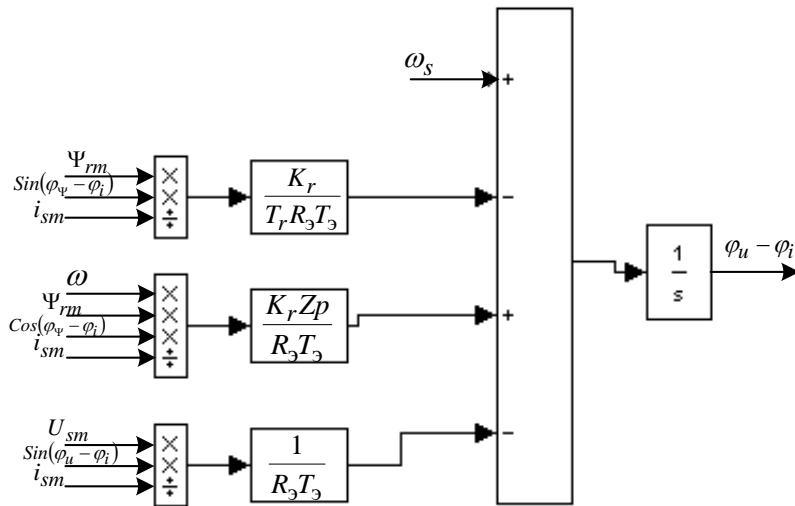 ω_s
+
Ψ_rm
Sin(φ_Ψ − φ_i)
i_sm
×
×
÷
K_r
T_r R_Э T_Э
−
ω
Ψ_rm
Cos(φ_Ψ − φ_i)
i_sm
×
×
×
÷
K_r Zp
R_Э T_Э
+
U_sm
Sin(φ_u − φ_i)
i_sm
×
×
÷
1
R_Э T_Э
−
1
s
φ_u − φ_i